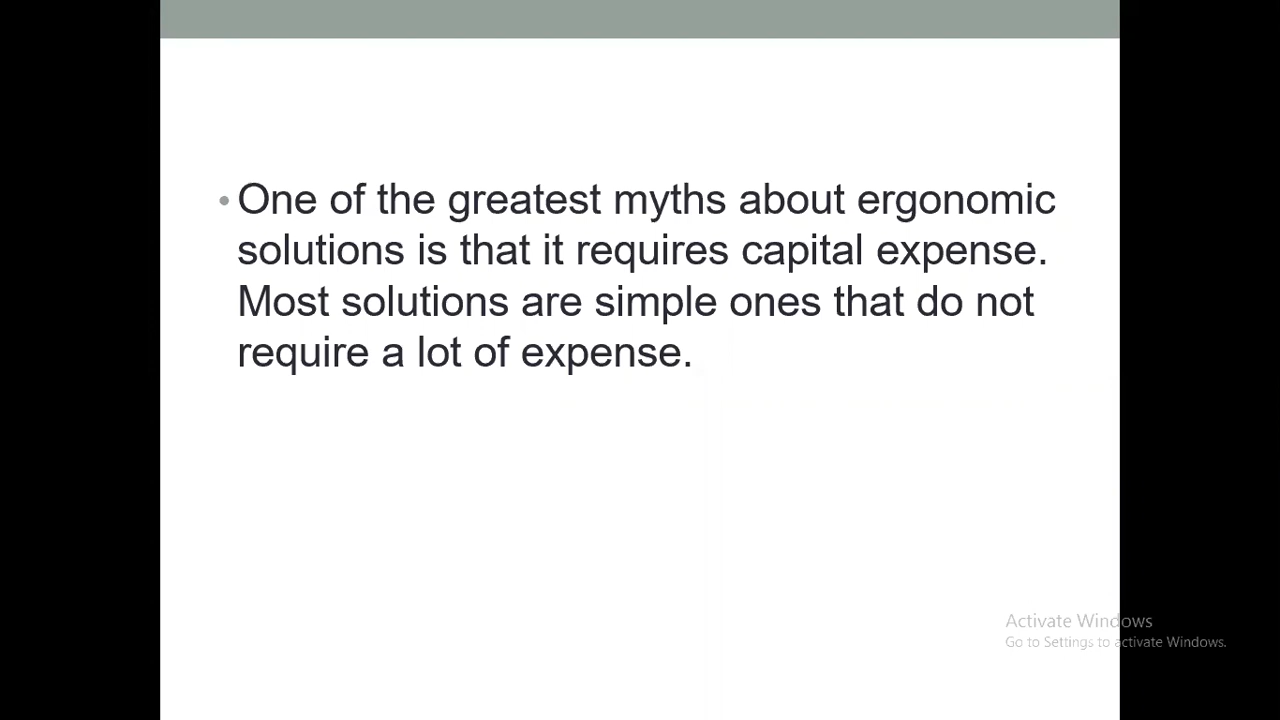 • One of the greatest myths about ergonomic
solutions is that it requires capital expense.
Most solutions are simple ones that do not
require a lot of expense.
Activate Windows
Go to Settings to activate Windows.